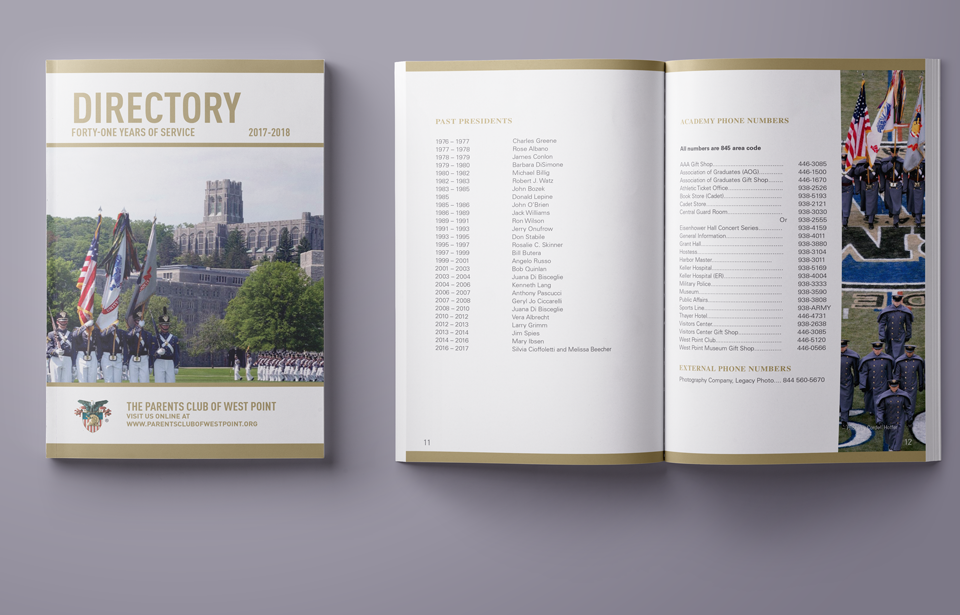 DIRECTORY
FORTY-ONE YEARS OF SERVICE 2017-2018
THE PARENTS CLUB OF WEST POINT
VISIT US ONLINE AT
WWW.PARENTSCLUBOFWESTPOINT.ORG
PAST PRESIDENTS
1976 – 1977 Charles Greene
1977 – 1978 Rose Albano
1978 – 1979 James Conlon
1979 – 1980 Barbara DiSimone
1980 – 1982 Michael Billig
1982 – 1983 Robert J. Watz
1983 – 1985 John Bozek
1985 Donald Lepine
1985 – 1986 John O'Brien
1986 – 1989 Jack Williams
1989 – 1991 Ron Wilson
1991 – 1993 Jerry Onufrow
1993 – 1995 Don Stabile
1995 – 1997 Rosalie C. Skinner
1997 – 1999 Bill Butera
1999 – 2001 Angelo Russo
2001 – 2003 Bob Quinlan
2003 – 2004 Juana Di Bisceglie
2004 – 2006 Kenneth Lang
2006 – 2007 Anthony Pascucci
2007 – 2008 Geryl Jo Ciccarelli
2008 – 2010 Juana Di Bisceglie
2010 – 2012 Vera Albrecht
2012 – 2013 Larry Grimm
2013 – 2014 Jim Spies
2014 – 2016 Mary Ibsen
2016 – 2017 Silvia Cioffoletti and Melissa Beecher
11
ACADEMY PHONE NUMBERS
All numbers are 845 area code
AAA Gift Shop 446-3085
Association of Graduates (AOG) 446-1500
Association of Graduates Gift Shop 446-1670
Athletic Ticket Office 938-2526
Book Store (Cadet) 938-5193
Cadet Store 938-2121
Central Guard Room 938-3030
Or 938-2555
Eisenhower Hall Concert Series 938-4159
General Information 938-4011
Grant Hall 938-3880
Hostess 938-3104
Harbor Master 938-3011
Keller Hospital 938-5169
Keller Hospital (ER) 938-4004
Military Police 938-3333
Museum 938-3590
Public Affairs 938-3808
Sports Line 938-ARMY
Thayer Hotel 446-4731
Visitors Center 938-2638
Visitors Center Gift Shop 446-3085
West Point Club 446-5120
West Point Museum Gift Shop 446-0566
EXTERNAL PHONE NUMBERS
Photography Company, Legacy Photo.... 844 560-5670
12